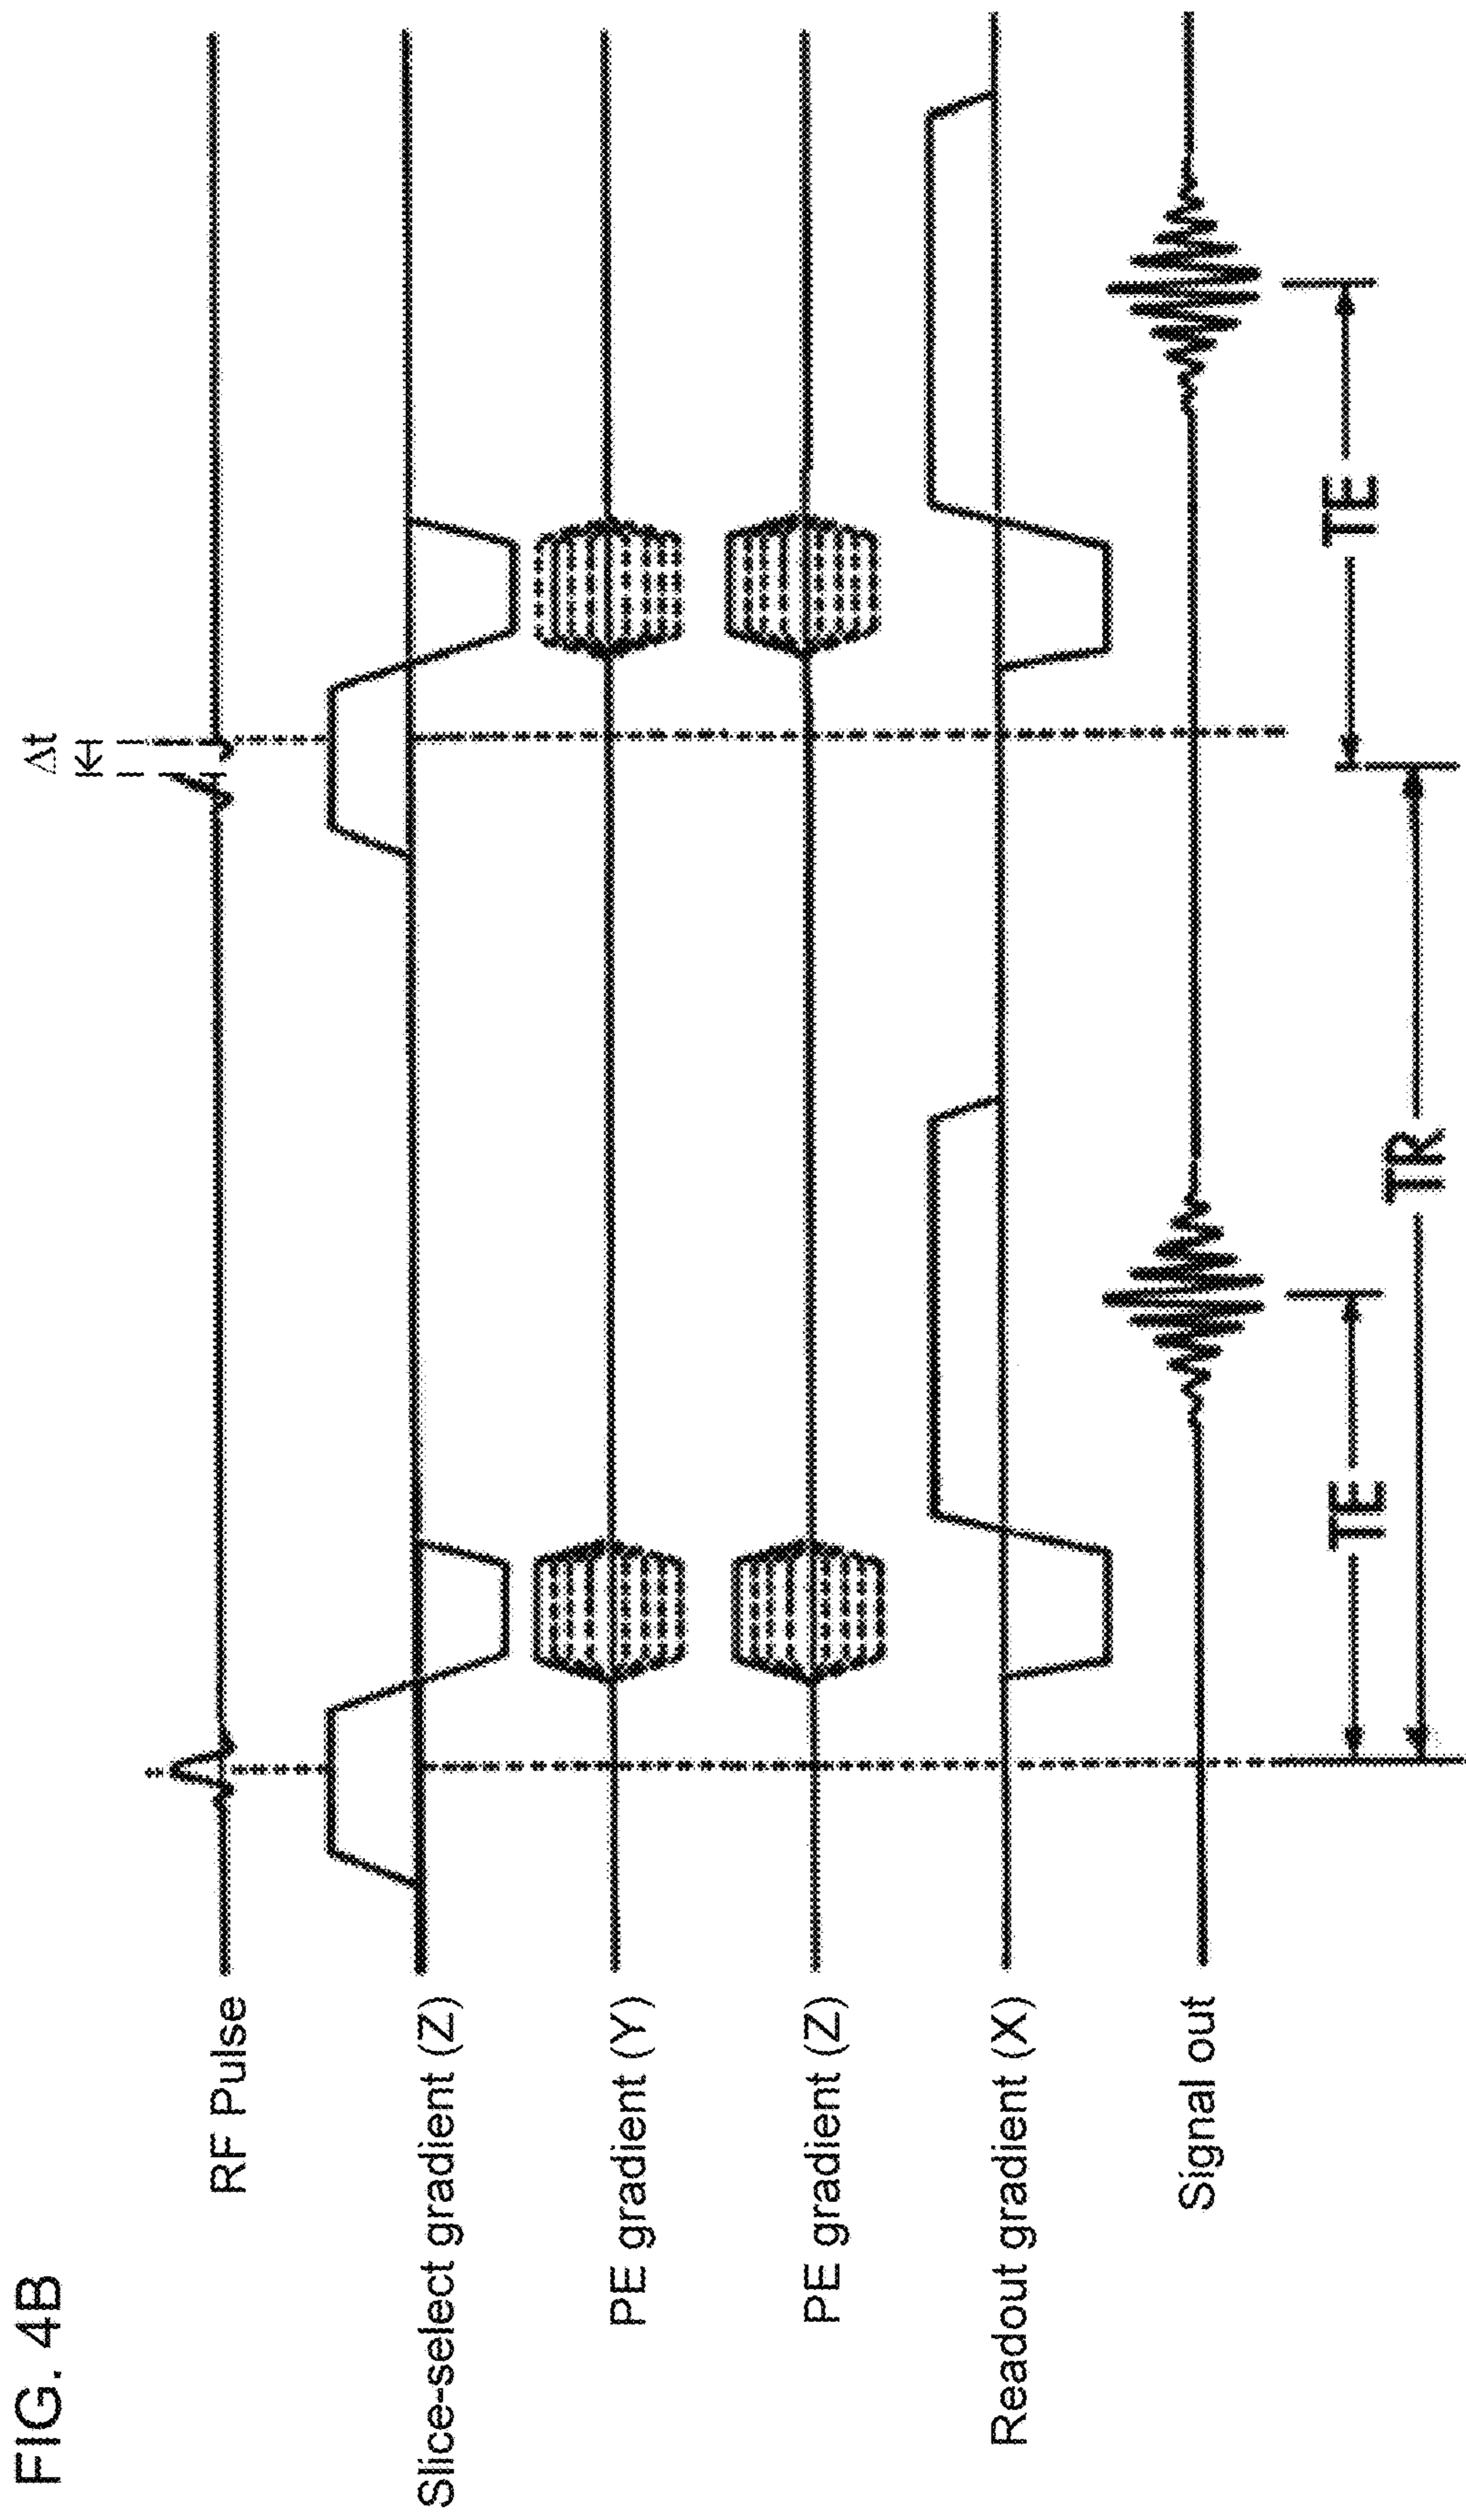 FIG. 4B
Δt
RF Pulse
Slice-select gradient (Z)
PE gradient (Y)
PE gradient (Z)
Readout gradient (X)
Signal out
TE
TE
TR